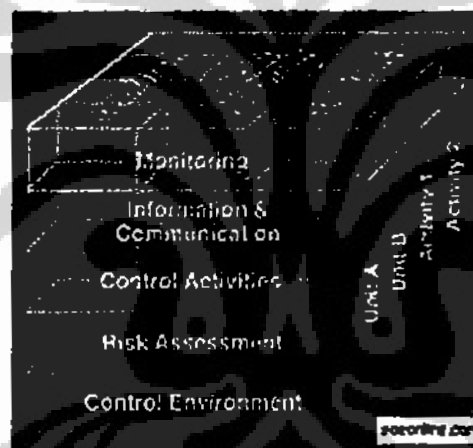 Monitoring
Information &
Communication
Control Activities
Risk Assessment
Control Environment
Unit A
Unit B
Activity 1
Activity 2